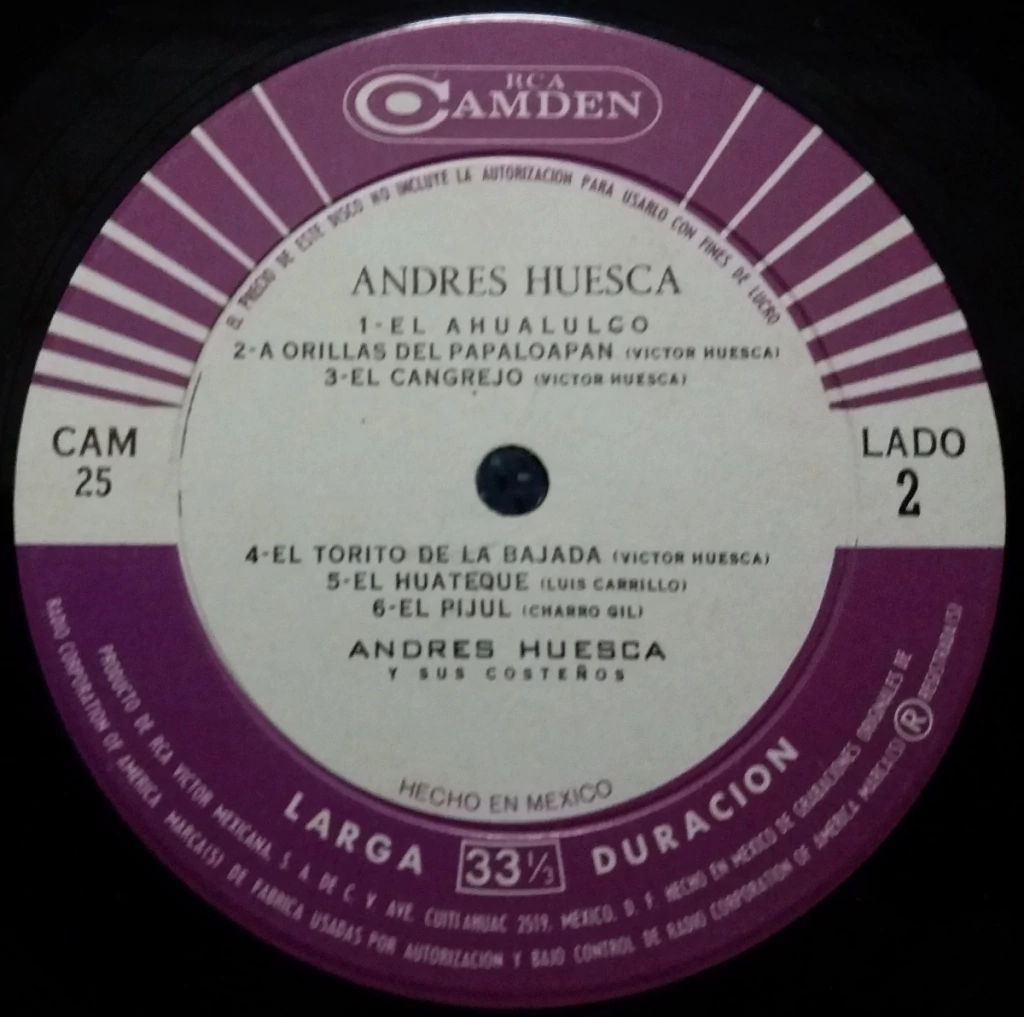 RCA
CAMDEN
EL PRECIO DE ESTE DISCO NO INCLUYE LA AUTORIZACION PARA USARLO CON FINES DE LUCRO
ANDRES HUESCA
1-EL AHUALULCO
2-A ORILLAS DEL PAPALOAPAN (VICTOR HUESCA)
3-EL CANGREJO (VICTOR HUESCA)
CAM
25
LADO
2
4-EL TORITO DE LA BAJADA (VICTOR HUESCA)
5-EL HUATEQUE (LUIS CARRILLO)
6-EL PIJUL (CHARRO GIL)
ANDRES HUESCA
Y SUS COSTEÑOS
HECHO EN MEXICO
LARGA 33⅓ DURACION
PRODUCTO DE RCA VICTOR MEXICANA, S. A. DE C. V. AVE. CUITLAHUAC 2519, MEXICO, D. F. HECHO EN MEXICO DE GRABACIONES ORIGINALES DE
RADIO CORPORATION OF AMERICA MARCA(S) DE FABRICA USADAS POR AUTORIZACION Y BAJO CONTROL DE RADIO CORPORATION OF AMERICA MARCA(S) ® REGISTRADA(S)